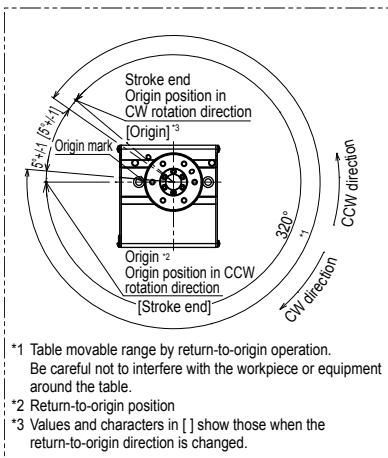 Stroke end
Origin position in
CW rotation direction
[Origin] *3
5°+/-1 [5°+/-1]
Origin mark
320°
*1
CCW direction
CW direction
Origin *2
Origin position in CCW
rotation direction
[Stroke end]
*1 Table movable range by return-to-origin operation.
Be careful not to interfere with the workpiece or equipment
around the table.
*2 Return-to-origin position
*3 Values and characters in [ ] show those when the
return-to-origin direction is changed.